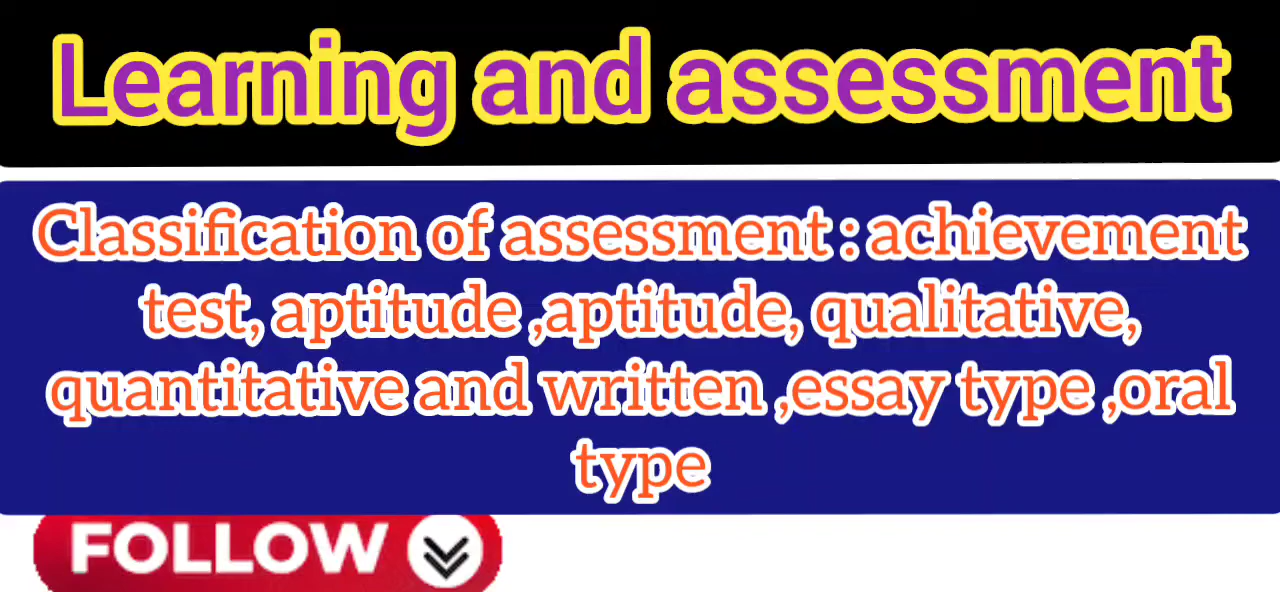 Learning and assessment
Classification of assessment : achievement
test, aptitude ,aptitude, qualitative,
quantitative and written ,essay type ,oral
type
FOLLOW